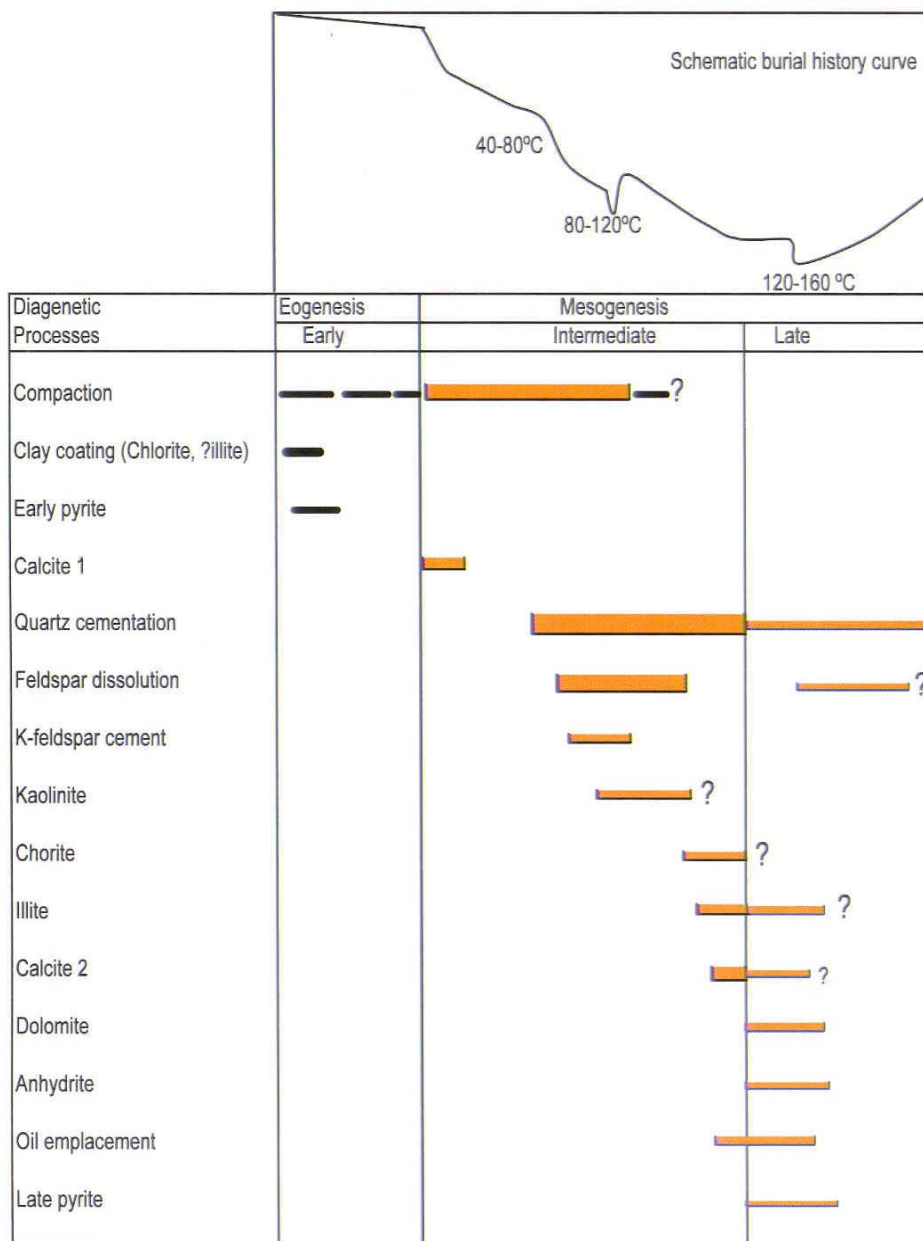 Schematic burial history curve
40-80ºC
80-120ºC
120-160 ºC
Diagenetic Processes
Eogenesis
Mesogenesis
Early
Intermediate
Late
Compaction
?
Clay coating (Chlorite, ?illite)
Early pyrite
Calcite 1
Quartz cementation
Feldspar dissolution
?
K-feldspar cement
Kaolinite
?
Chorite
?
Illite
?
Calcite 2
?
Dolomite
Anhydrite
Oil emplacement
Late pyrite